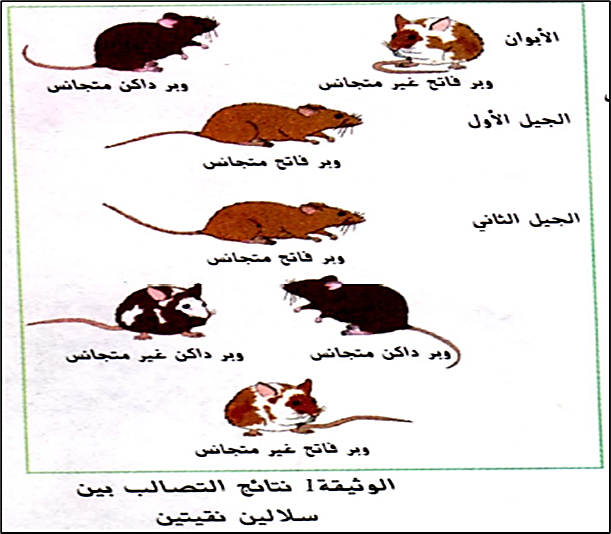 الأبوان
وبر فاتح غير متجانس
وبر داكن متجانس
الجيل الأول
وبر فاتح متجانس
الجيل الثاني
وبر فاتح متجانس
وبر داكن متجانس
وبر داكن غير متجانس
وبر فاتح غير متجانس
الوثيقة1 نتائج التصالب بين
سلالين نقيتين